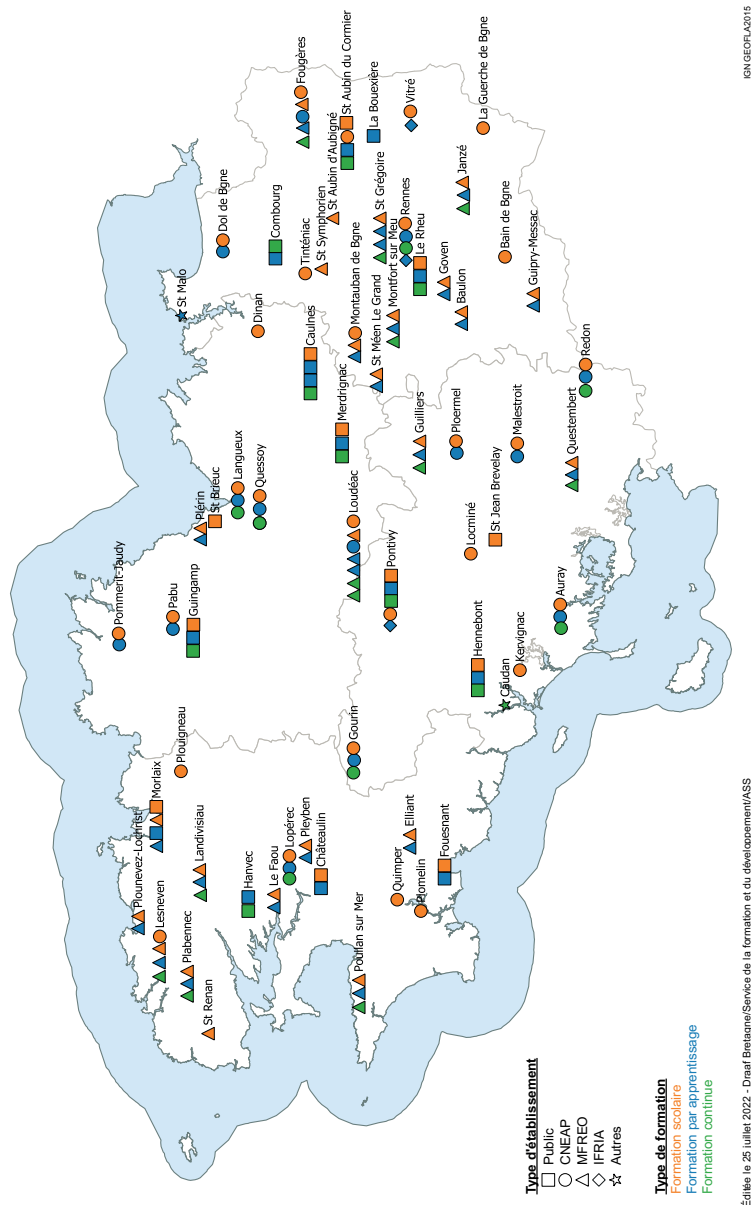 IGNGEOFLA2015
Fougères
St Aubin du Cormier
La Bouexière
Vitré
La Guerche de Bgne
St Aubin d'Aubigné
St Grégoire
Rennes
Janzé
Dol de Bgne
Combourg
Tinténiac
St Symphorien
Montfort sur Meu
Le Rheu
Goven
Baulon
Bain de Bgne
Guipry-Messac
St Malo
Dinan
Caulnes
Montauban de Bgne
St Méen Le Grand
Merdrignac
Redon
Guilliers
Ploermel
Malestroit
Questembert
Plérin
St Brieuc
Langueux
Quessoy
Loudéac
Pontivy
Locminé
St Jean Brevelay
Pommerit-Jaudy
Pabu
Guingamp
Hennebont
Caudan
Kervignac
Auray
Gourin
Plouigneau
Morlaix
Plounevez-Lochrist
Lesneven
Landivisiau
Plabennec
St Renan
Hanvec
Le Faou
Lopérec
Pleyben
Châteaulin
Poullan sur Mer
Quimper
Plomelin
Elliant
Fouesnant
Type d'établissement
Public
CNEAP
MFREO
IFRIA
Autres
Type de formation
Formation scolaire
Formation par apprentissage
Formation continue
Editée le 25 juillet 2022 - Draaf Bretagne/Service de la formation et du développement/ASS